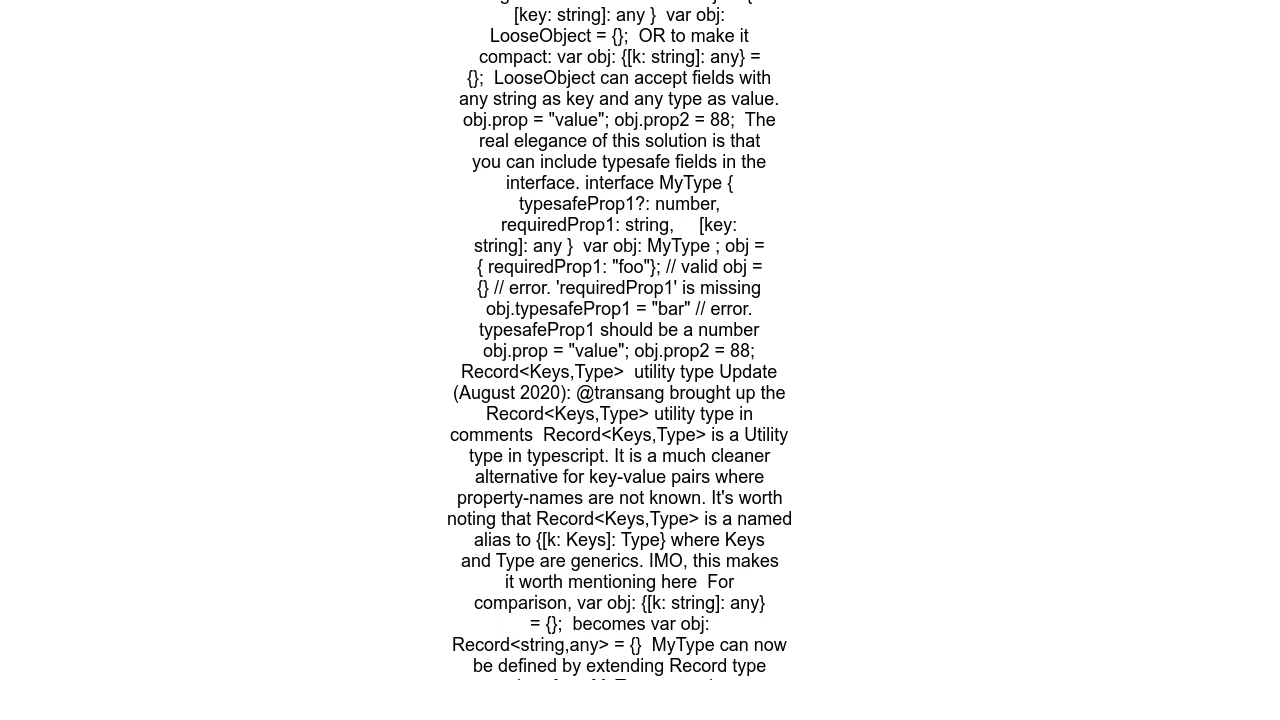 [key: string]: any }  var obj:
LooseObject = {};  OR to make it
compact: var obj: {[k: string]: any} =
{};  LooseObject can accept fields with
any string as key and any type as value.
obj.prop = "value"; obj.prop2 = 88;  The
real elegance of this solution is that
you can include typesafe fields in the
interface. interface MyType {
typesafeProp1?: number,
requiredProp1: string,     [key:
string]: any }  var obj: MyType ; obj =
{ requiredProp1: "foo"}; // valid obj =
{} // error. 'requiredProp1' is missing
obj.typesafeProp1 = "bar" // error.
typesafeProp1 should be a number
obj.prop = "value"; obj.prop2 = 88;
Record<Keys,Type>  utility type Update
(August 2020): @transang brought up the
Record<Keys,Type> utility type in
comments  Record<Keys,Type> is a Utility
type in typescript. It is a much cleaner
alternative for key-value pairs where
property-names are not known. It's worth
noting that Record<Keys,Type> is a named
alias to {[k: Keys]: Type} where Keys
and Type are generics. IMO, this makes
it worth mentioning here  For
comparison, var obj: {[k: string]: any}
= {};  becomes var obj:
Record<string,any> = {}  MyType can now
be defined by extending Record type